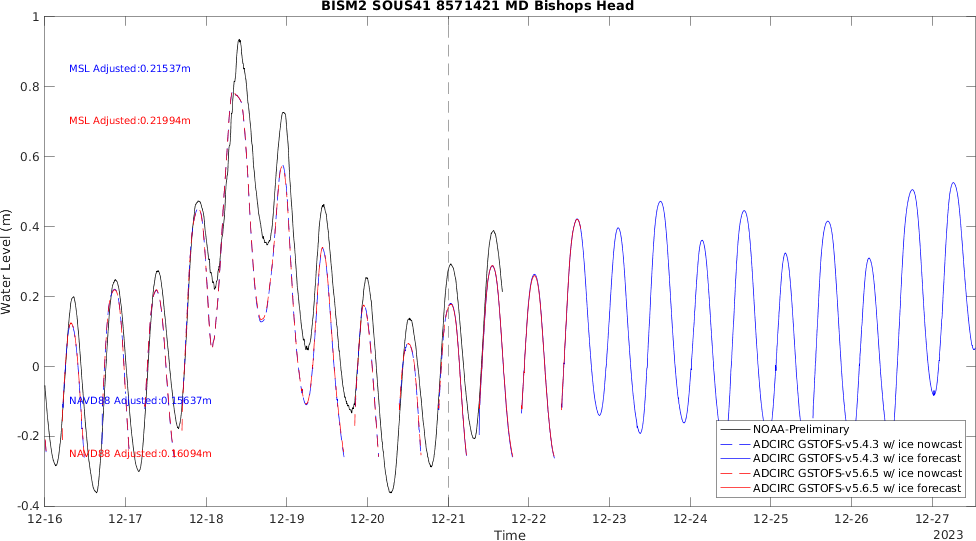 BISM2 SOUS41 8571421 MD Bishops Head
1
0.8
0.6
0.4
0.2
0
-0.2
-0.4
Water Level (m)
MSL Adjusted:0.21537m
MSL Adjusted:0.21994m
NAVD88 Adjusted:0.15637m
NAVD88 Adjusted:0.16094m
NOAA-Preliminary
ADCIRC GSTOFS-v5.4.3 w/ ice nowcast
ADCIRC GSTOFS-v5.4.3 w/ ice forecast
ADCIRC GSTOFS-v5.6.5 w/ ice nowcast
ADCIRC GSTOFS-v5.6.5 w/ ice forecast
12-16 12-17 12-18 12-19 12-20 12-21 12-22 12-23 12-24 12-25 12-26 12-27
Time
2023